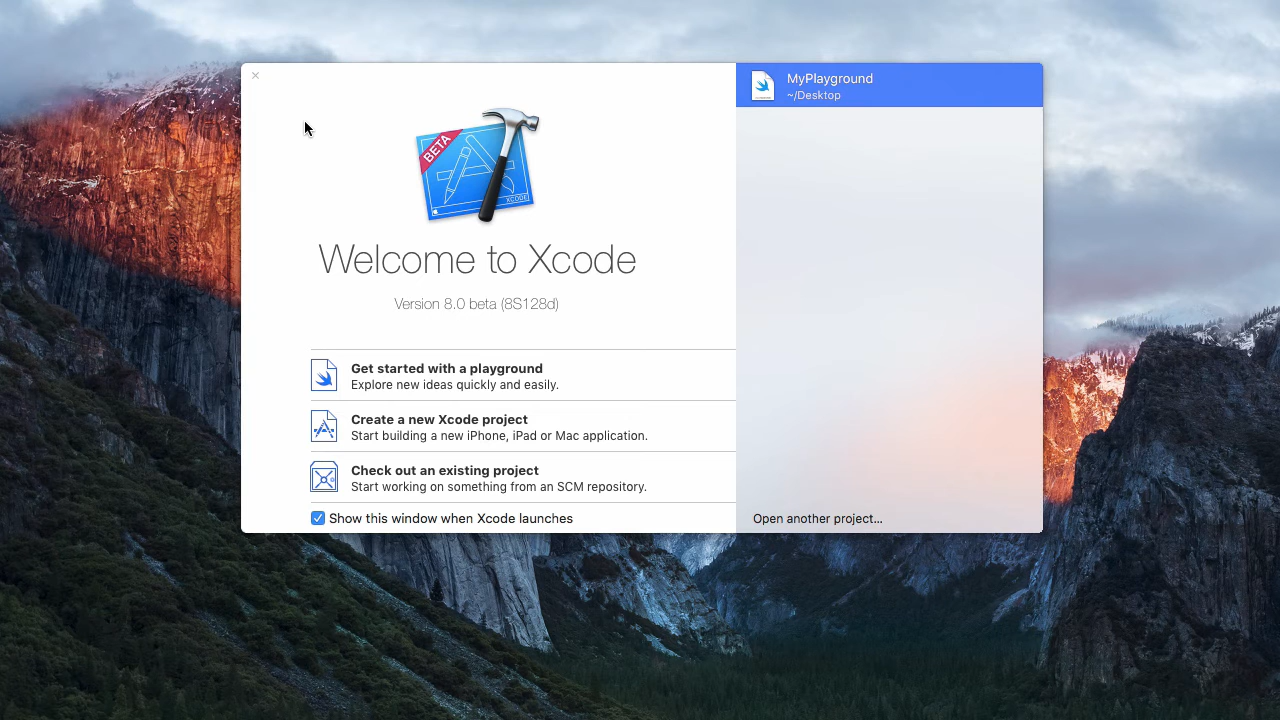 MyPlayground
~/Desktop
BETA
XCODE
Welcome to Xcode
Version 8.0 beta (8S128d)
Get started with a playground
Explore new ideas quickly and easily.
Create a new Xcode project
Start building a new iPhone, iPad or Mac application.
Check out an existing project
Start working on something from an SCM repository.
Show this window when Xcode launches
Open another project...